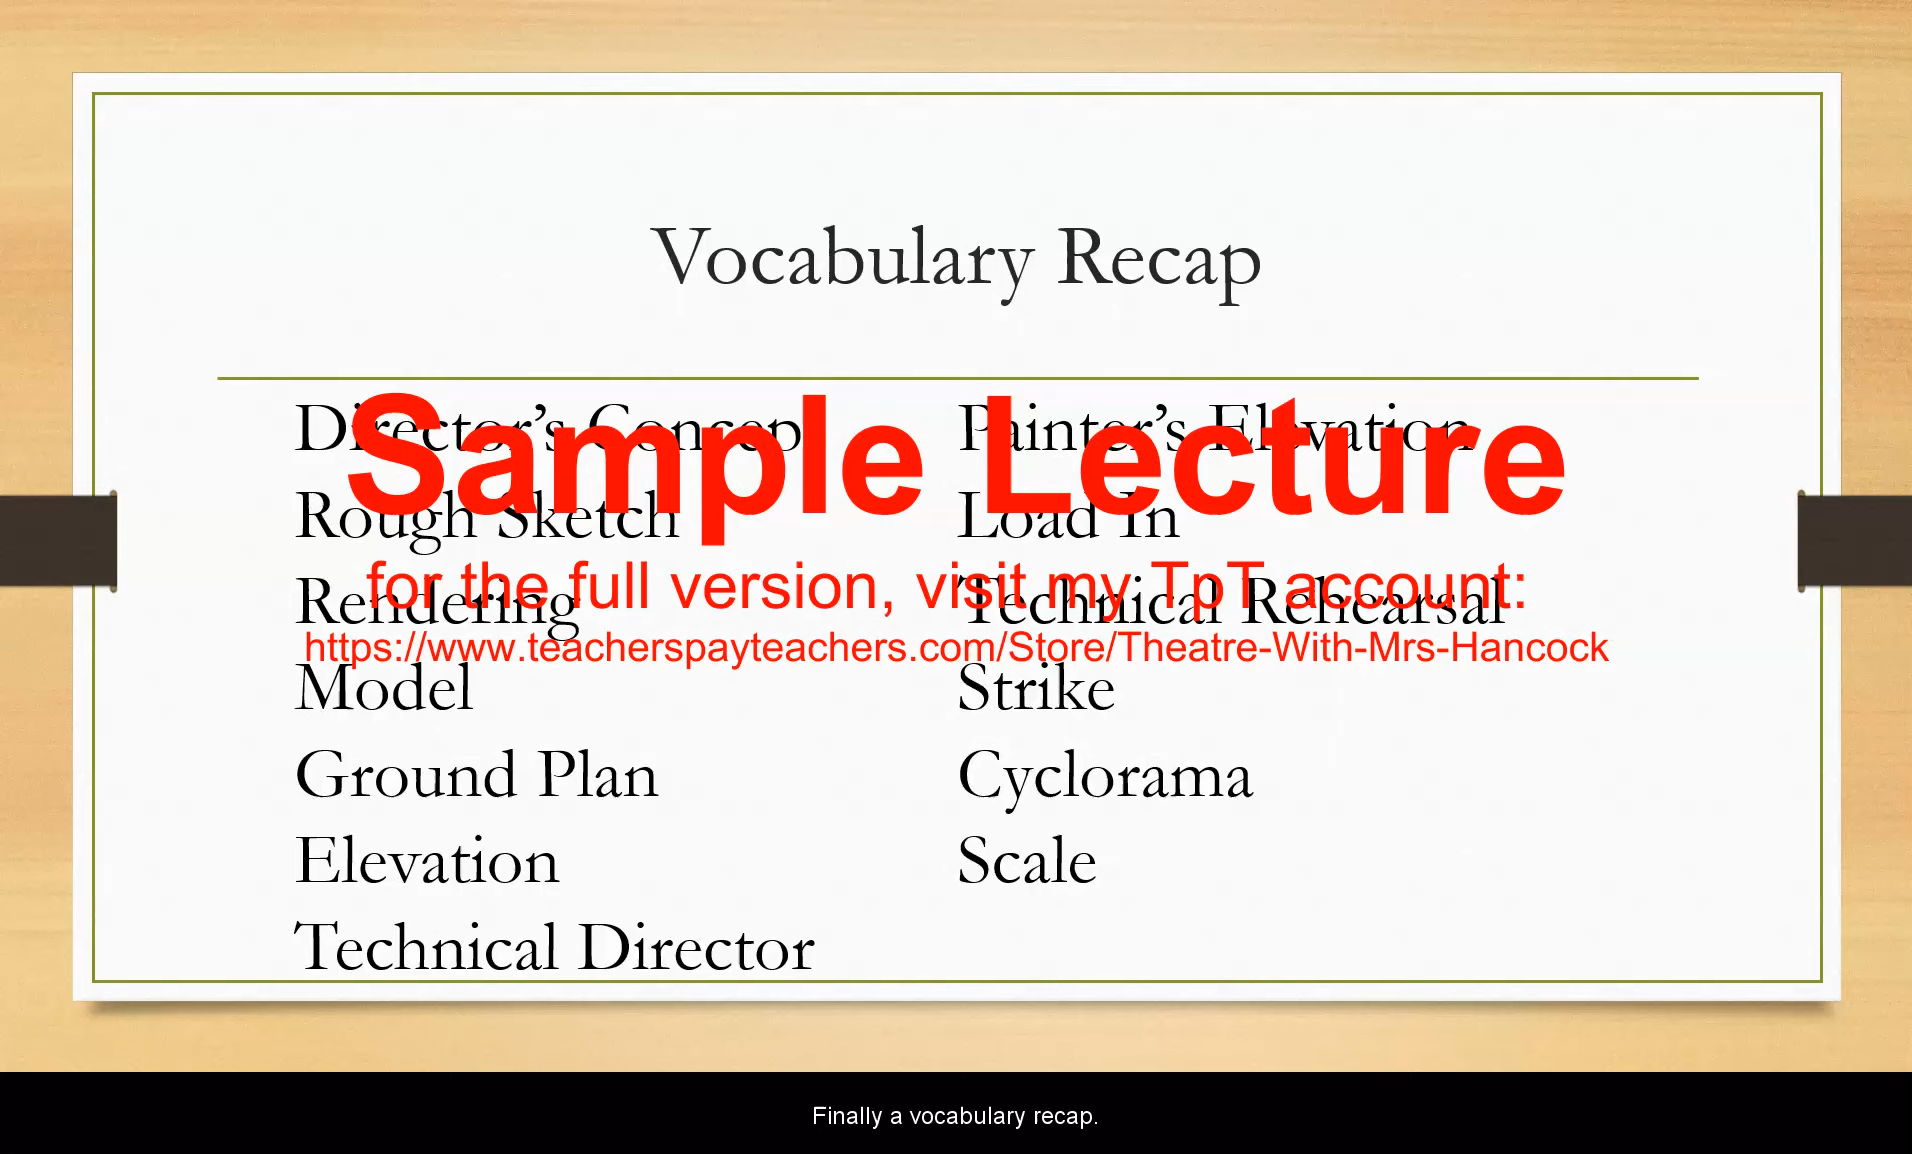 Vocabulary Recap
Director's Concep
Rough Sketch
Rendering
Model
Ground Plan
Elevation
Technical Director
Painter's Elevation
Load In
Technical Rehearsal
Strike
Cyclorama
Scale
Sample Lecture
for the full version, visit my TpT account:
https://www.teacherspayteachers.com/Store/Theatre-With-Mrs-Hancock
Finally a vocabulary recap.